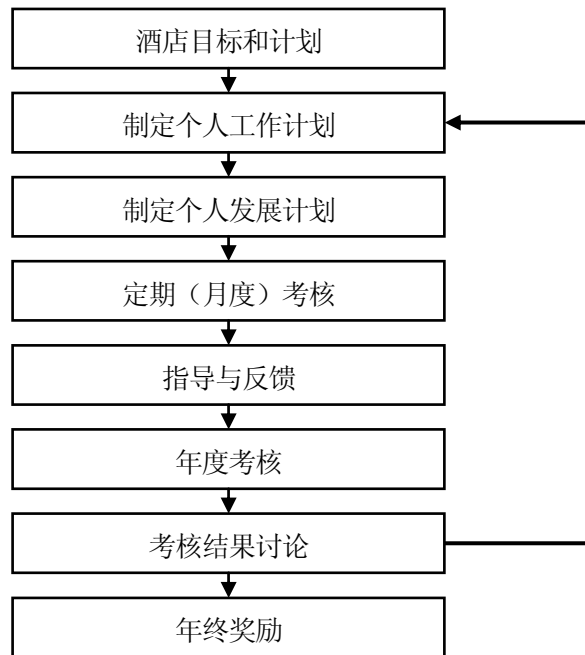 酒店目标和计划
制定个人工作计划
制定个人发展计划
定期（月度）考核
指导与反馈
年度考核
考核结果讨论
年终奖励